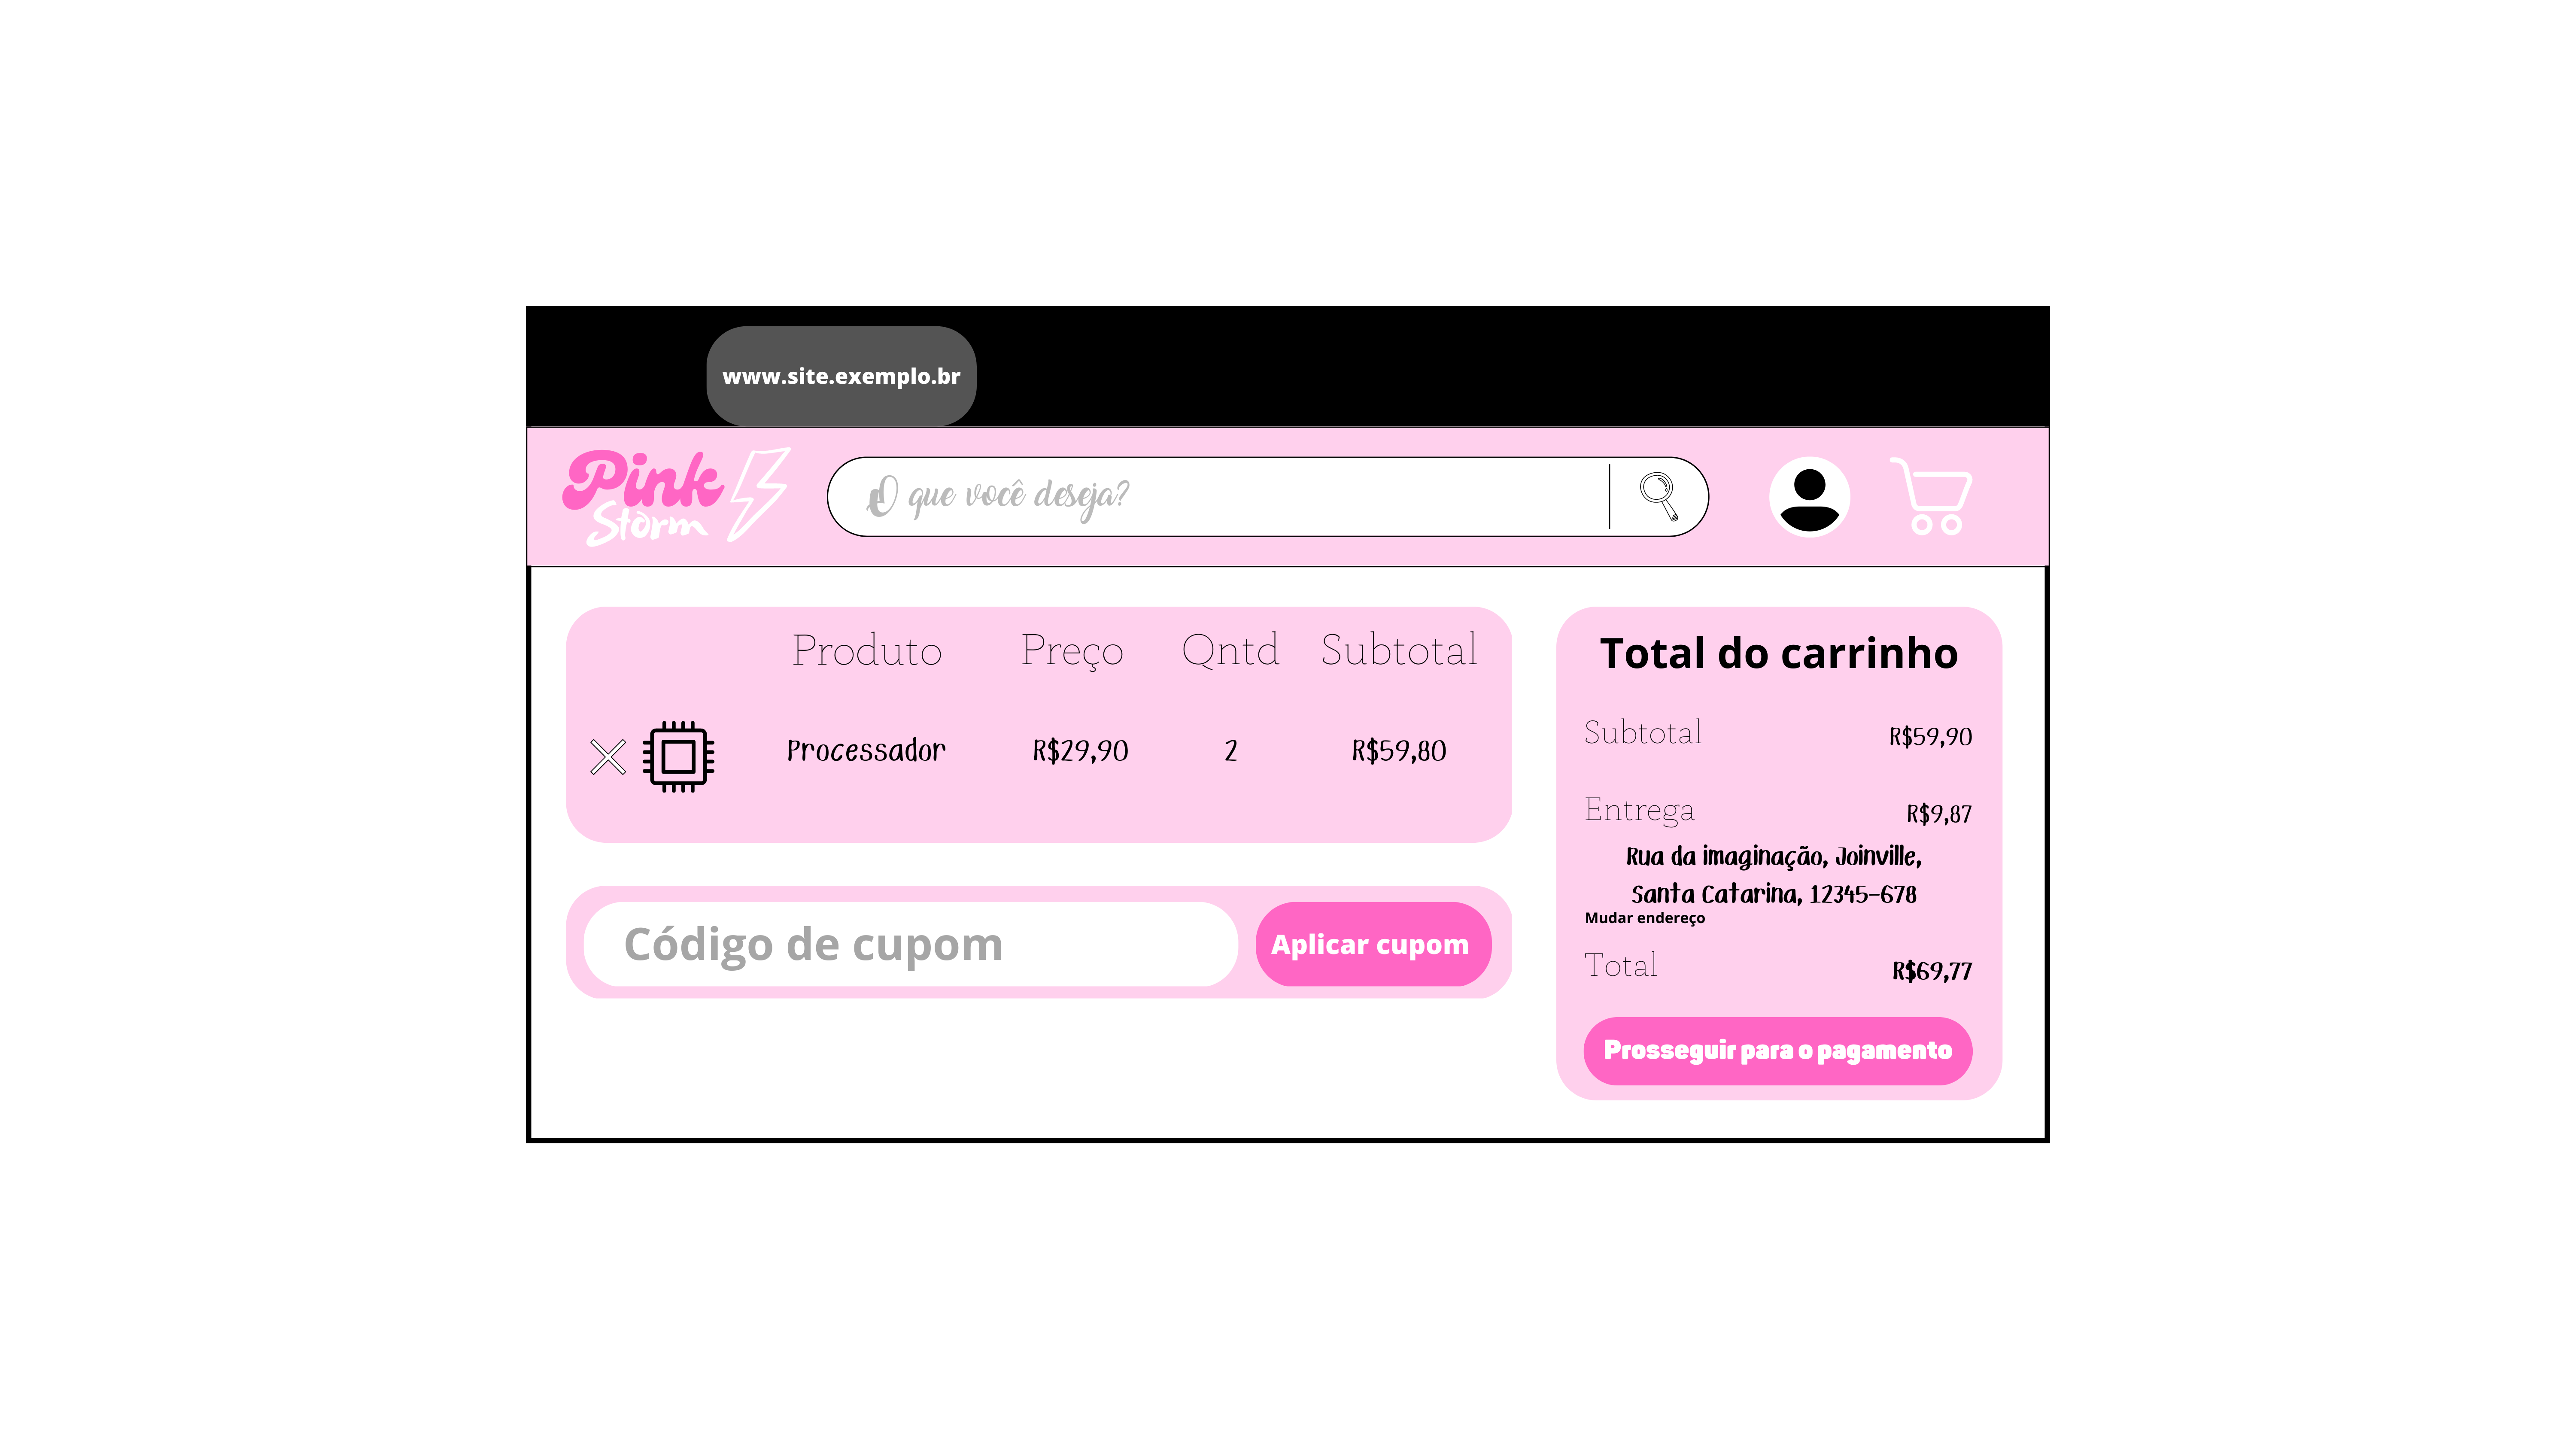 www.site.exemplo.br
Pink
Storm
O que você deseja?
Produto Preço Qntd Subtotal
Processador R$29,90 2 R$59,80
Código de cupom
Aplicar cupom
Total do carrinho
Subtotal R$59,90
Entrega R$9,87
Rua da imaginação, Joinville,
Santa Catarina, 12345-678
Mudar endereço
Total R$69,77
Prosseguir para o pagamento